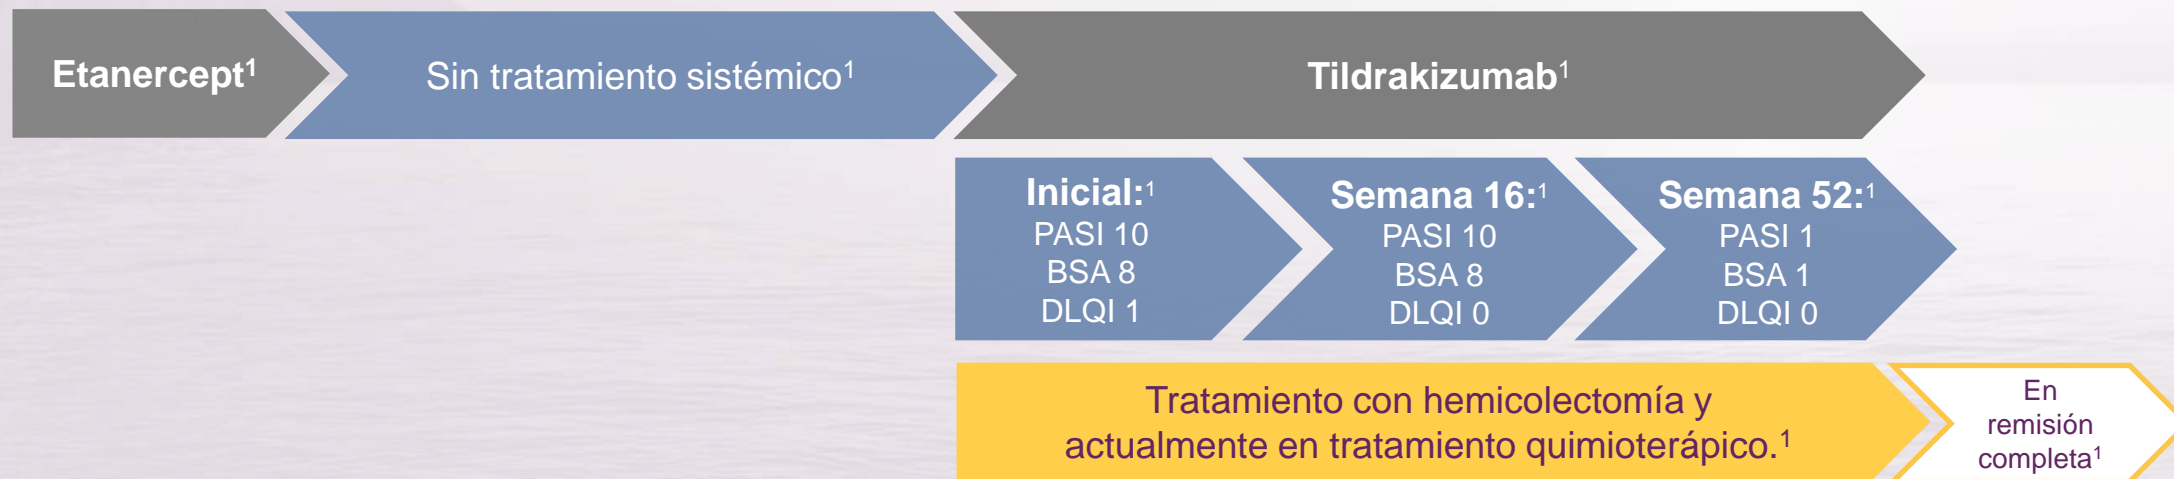 Etanercept¹
Sin tratamiento sistémico¹
Tildrakizumab¹
Inicial:¹
PASI 10
BSA 8
DLQI 1
Semana 16:¹
PASI 10
BSA 8
DLQI 0
Semana 52:¹
PASI 1
BSA 1
DLQI 0
Tratamiento con hemicolectomía y
actualmente en tratamiento quimioterápico.¹
En
remisión
completa¹